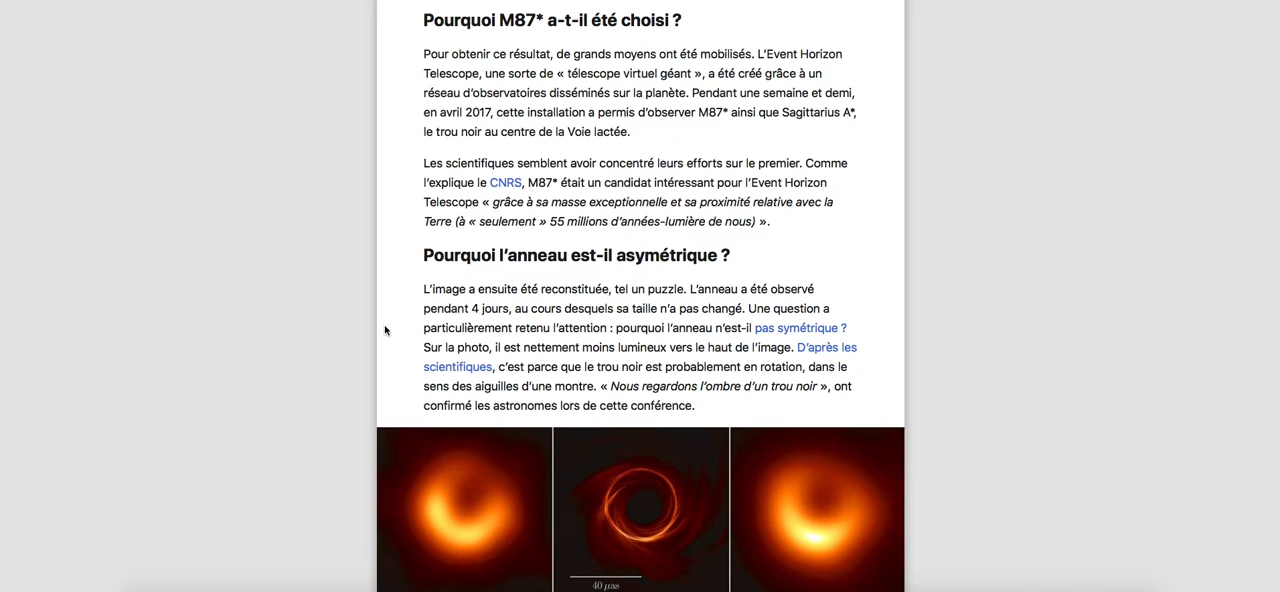 Pourquoi M87* a-t-il été choisi ?
Pour obtenir ce résultat, de grands moyens ont été mobilisés. L’Event Horizon
Telescope, une sorte de « télescope virtuel géant », a été créé grâce à un
réseau d’observatoires disséminés sur la planète. Pendant une semaine et demi,
en avril 2017, cette installation a permis d’observer M87* ainsi que Sagittarius A*,
le trou noir au centre de la Voie lactée.
Les scientifiques semblent avoir concentré leurs efforts sur le premier. Comme
l’explique le CNRS, M87* était un candidat intéressant pour l’Event Horizon
Telescope « grâce à sa masse exceptionnelle et sa proximité relative avec la
Terre (à « seulement » 55 millions d’années-lumière de nous) ».
Pourquoi l’anneau est-il asymétrique ?
L’image a ensuite été reconstituée, tel un puzzle. L’anneau a été observé
pendant 4 jours, au cours desquels sa taille n’a pas changé. Une question a
particulièrement retenu l’attention : pourquoi l’anneau n’est-il pas symétrique ?
Sur la photo, il est nettement moins lumineux vers le haut de l’image. D’après les
scientifiques, c’est parce que le trou noir est probablement en rotation, dans le
sens des aiguilles d’une montre. « Nous regardons l’ombre d’un trou noir », ont
confirmé les astronomes lors de cette conférence.
40 μas